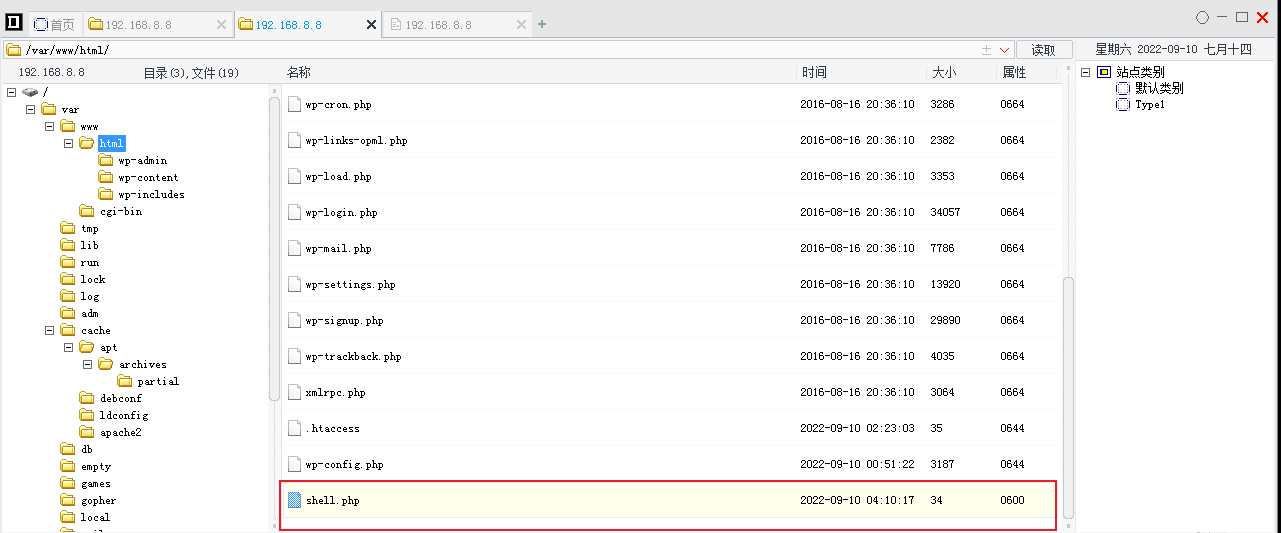 首页 192.168.8.8 192.168.8.8 192.168.8.8
/var/www/html/ 读取 星期六 2022-09-10 七月十四
192.168.8.8 目录(3),文件(19) 名称 时间 大小 属性
/
var
www
html
wp-admin
wp-content
wp-includes
cgi-bin
tmp
lib
run
lock
log
adm
cache
apt
archives
partial
debconf
ldconfig
apache2
db
empty
games
gopher
local
wp-cron.php 2016-08-16 20:36:10 3286 0664
wp-links-opml.php 2016-08-16 20:36:10 2382 0664
wp-load.php 2016-08-16 20:36:10 3353 0664
wp-login.php 2016-08-16 20:36:10 34057 0664
wp-mail.php 2016-08-16 20:36:10 7786 0664
wp-settings.php 2016-08-16 20:36:10 13920 0664
wp-signup.php 2016-08-16 20:36:10 29890 0664
wp-trackback.php 2016-08-16 20:36:10 4035 0664
xmlrpc.php 2016-08-16 20:36:10 3064 0664
.htaccess 2022-09-10 02:23:03 35 0644
wp-config.php 2022-09-10 00:51:22 3187 0644
shell.php 2022-09-10 04:10:17 34 0600
站点类别
默认类别
Type1